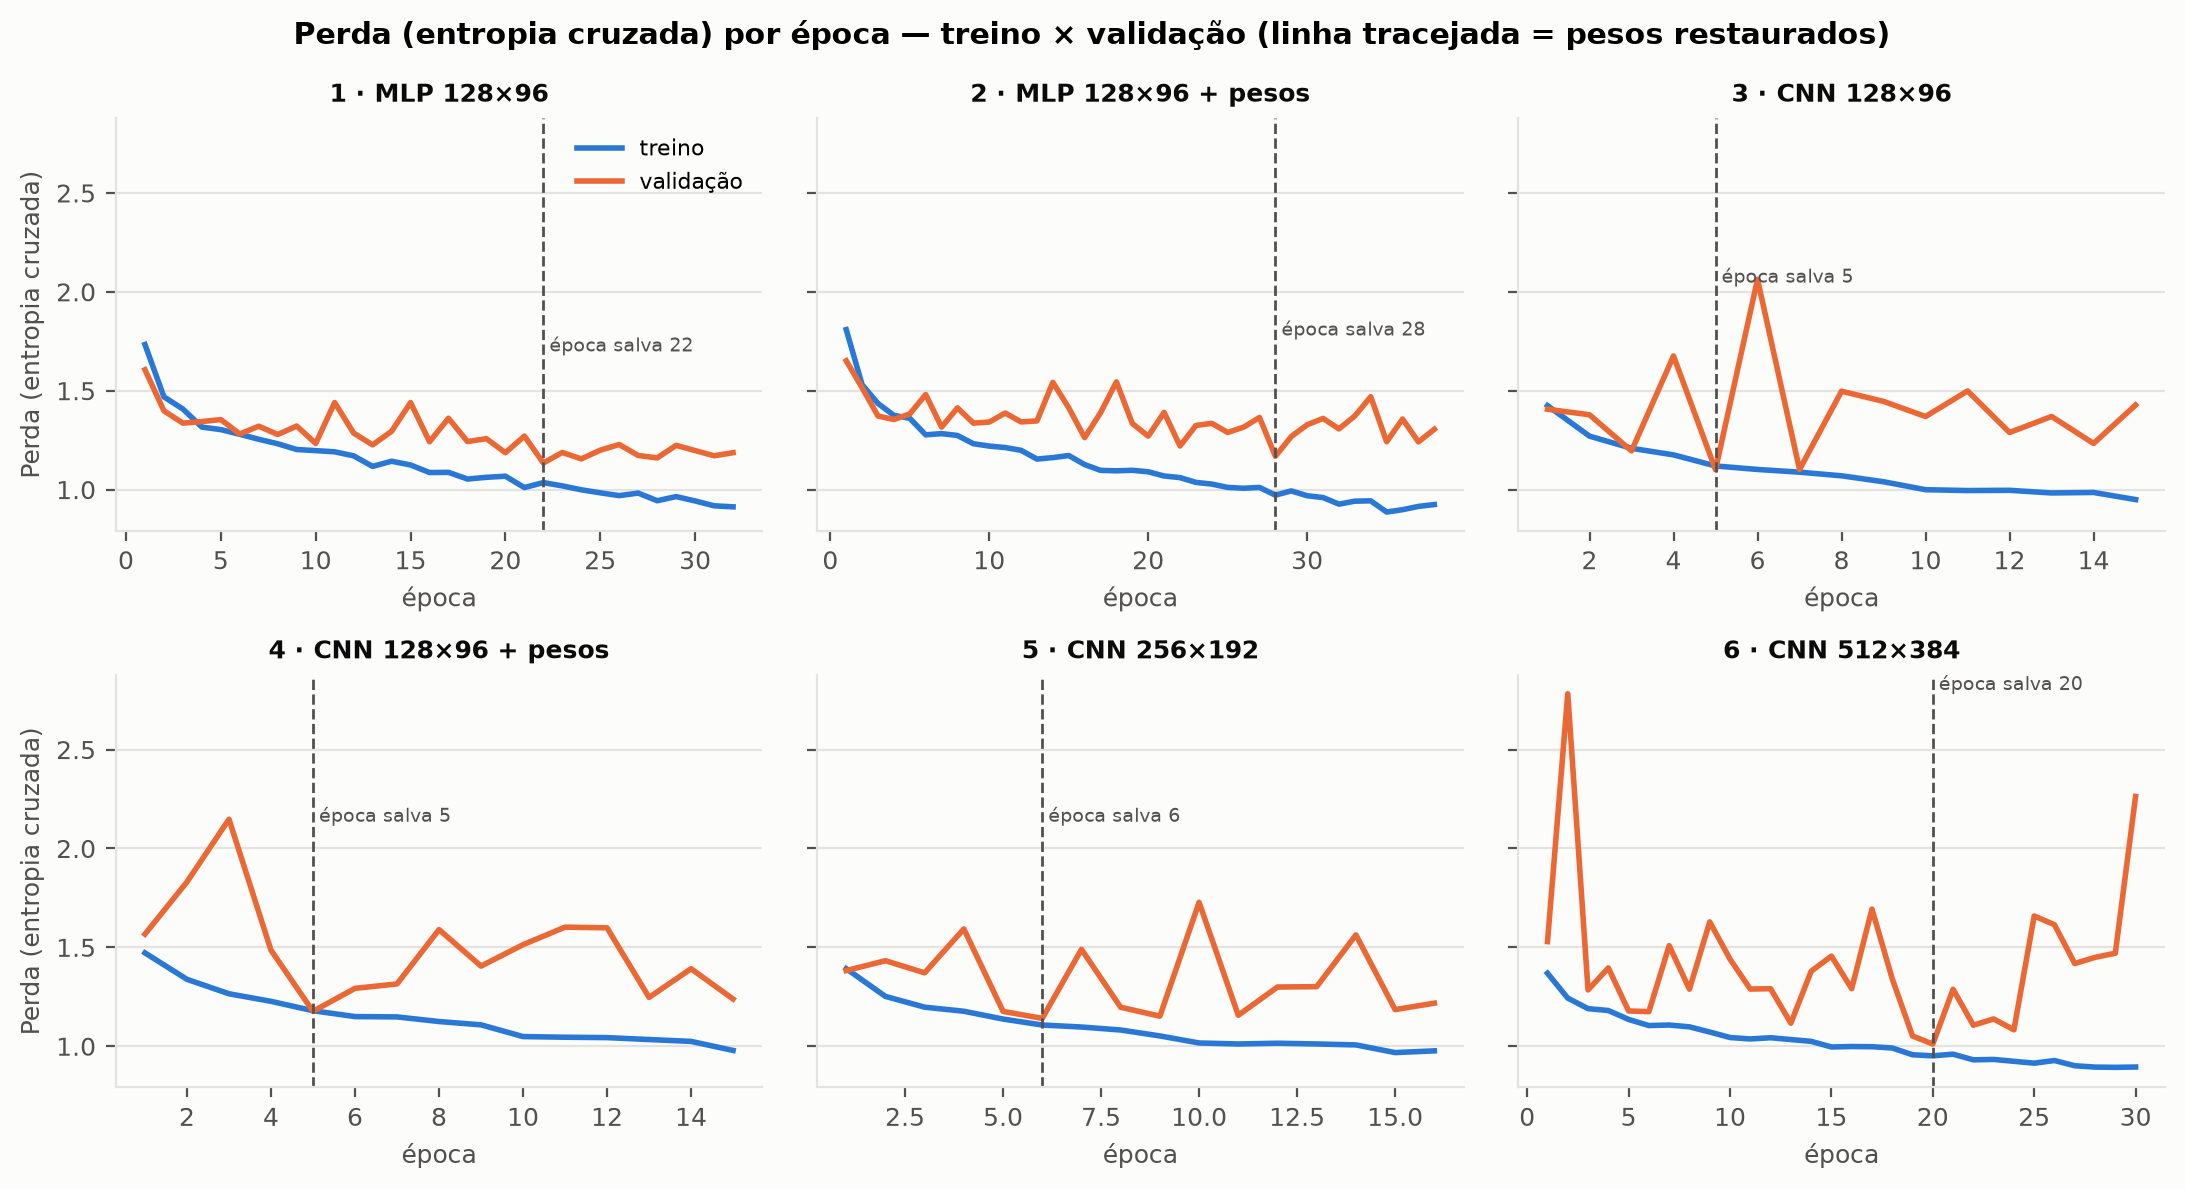 Perda (entropia cruzada) por época — treino × validação (linha tracejada = pesos restaurados)
1 · MLP 128×96
Perda (entropia cruzada)
2.5
2.0
1.5
1.0
treino
validação
época salva 22
0 5 10 15 20 25 30
época
2 · MLP 128×96 + pesos
época salva 28
0 10 20 30
época
3 · CNN 128×96
época salva 5
2 4 6 8 10 12 14
época
4 · CNN 128×96 + pesos
Perda (entropia cruzada)
2.5
2.0
1.5
1.0
época salva 5
2 4 6 8 10 12 14
época
5 · CNN 256×192
época salva 6
2.5 5.0 7.5 10.0 12.5 15.0
época
6 · CNN 512×384
época salva 20
0 5 10 15 20 25 30
época